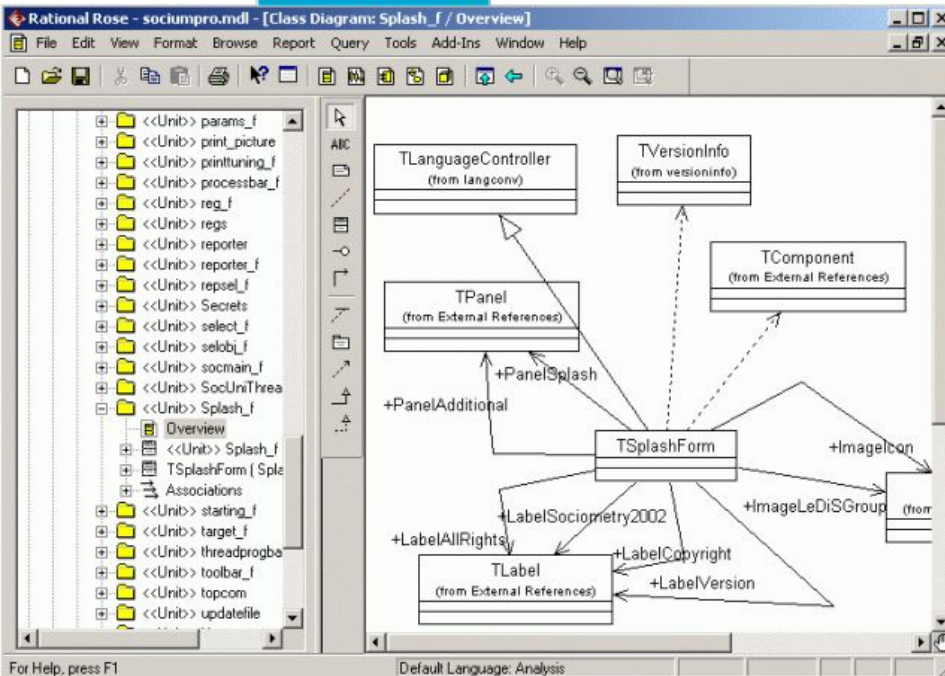 Rational Rose - sociumpro.mdl - [Class Diagram: Splash_f / Overview]
File Edit View Format Browse Report Query Tools Add-Ins Window Help
<<Unit>> params_f
<<Unit>> print_picture
<<Unit>> printtuning_f
<<Unit>> processbar_f
<<Unit>> reg_f
<<Unit>> regs
<<Unit>> reporter
<<Unit>> reporter_f
<<Unit>> repsel_f
<<Unit>> Secrets
<<Unit>> select_f
<<Unit>> selobj_f
<<Unit>> socmain_f
<<Unit>> SocUniThrea
<<Unit>> Splash_f
Overview
<<Unit>> Splash_f
TSplashForm ( Spla
Associations
<<Unit>> starting_f
<<Unit>> target_f
<<Unit>> threadprogba
<<Unit>> toolbar_f
<<Unit>> topcom
<<Unit>> updatefile
ABC
TLanguageController
(from langconv)
TVersionInfo
(from versioninfo)
TComponent
(from External References)
TPanel
(from External References)
+PanelSplash
+PanelAdditional
TSplashForm
+ImageIcon
+ImageLeDiSGroup
(from
+LabelSociometry2002
+LabelAllRights
+LabelCopyright
+LabelVersion
TLabel
(from External References)
For Help, press F1
Default Language: Analysis